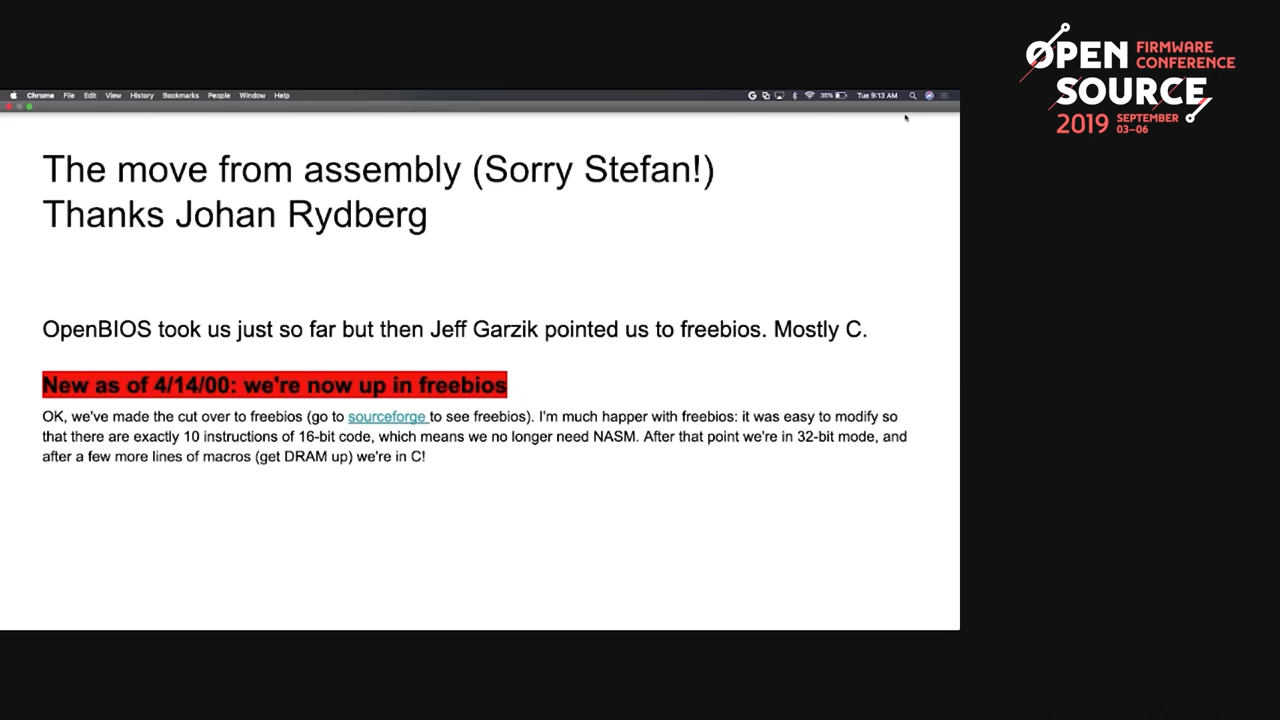 Chrome File Edit View History Bookmarks People Window Help 35% Tue 9:13 AM
OPEN FIRMWARE CONFERENCE
SOURCE
2019 SEPTEMBER 03–06
The move from assembly (Sorry Stefan!)
Thanks Johan Rydberg
OpenBIOS took us just so far but then Jeff Garzik pointed us to freebios. Mostly C.
New as of 4/14/00: we're now up in freebios
OK, we've made the cut over to freebios (go to sourceforge to see freebios). I'm much happer with freebios: it was easy to modify so
that there are exactly 10 instructions of 16-bit code, which means we no longer need NASM. After that point we're in 32-bit mode, and
after a few more lines of macros (get DRAM up) we're in C!